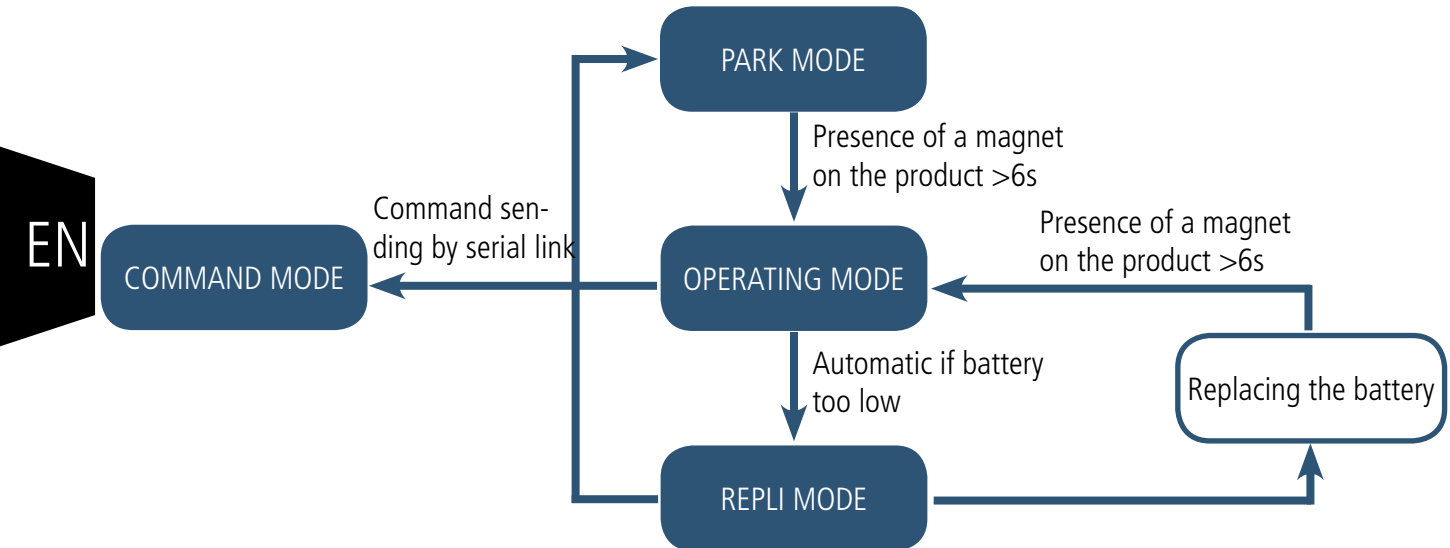 PARK MODE
Presence of a magnet
on the product >6s
EN
Command sen-
ding by serial link
Presence of a magnet
on the product >6s
COMMAND MODE
OPERATING MODE
Automatic if battery
too low
Replacing the battery
REPLI MODE